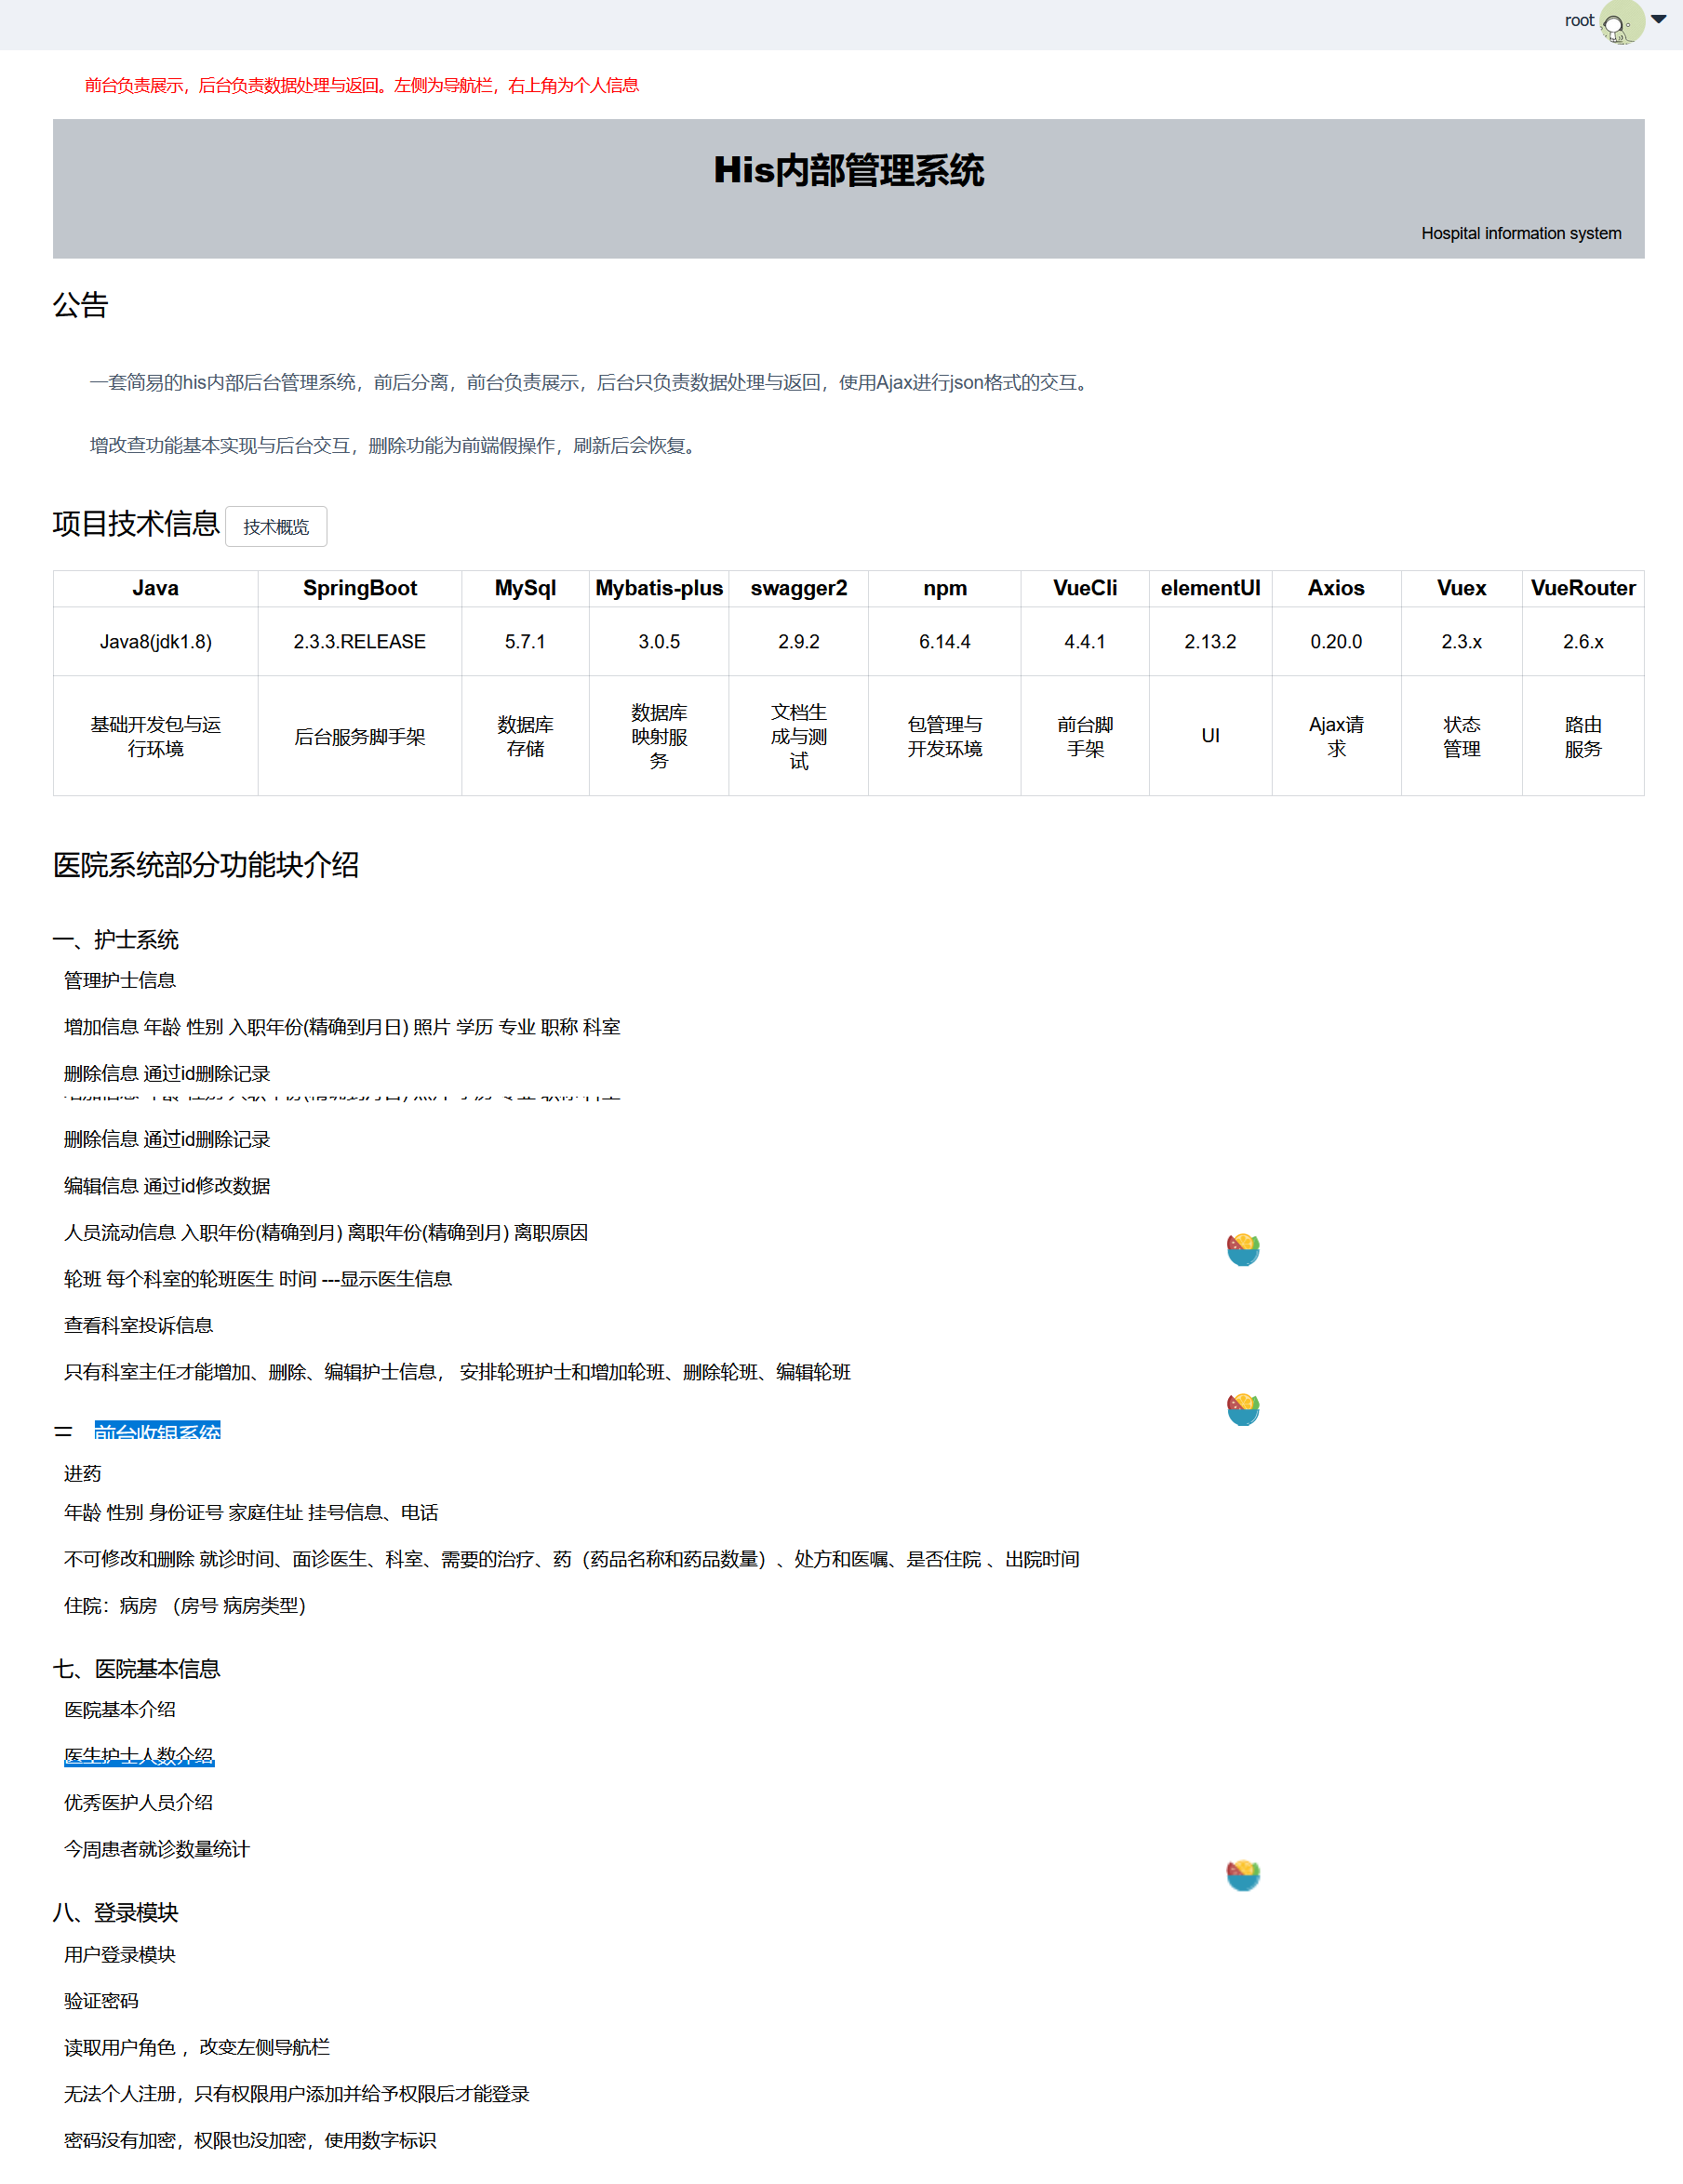 root
前台负责展示，后台负责数据处理与返回。左侧为导航栏，右上角为个人信息
His内部管理系统
Hospital information system
公告
一套简易的his内部后台管理系统，前后分离，前台负责展示，后台只负责数据处理与返回，使用Ajax进行json格式的交互。
增改查功能基本实现与后台交互，删除功能为前端假操作，刷新后会恢复。
项目技术信息 技术概览
Java SpringBoot MySql Mybatis-plus swagger2 npm VueCli elementUI Axios Vuex VueRouter
Java8(jdk1.8) 2.3.3.RELEASE 5.7.1 3.0.5 2.9.2 6.14.4 4.4.1 2.13.2 0.20.0 2.3.x 2.6.x
基础开发包与运行环境 后台服务脚手架 数据库存储 数据库映射服务 文档生成与测试 包管理与开发环境 前台脚手架 UI Ajax请求 状态管理 路由服务
医院系统部分功能块介绍
一、护士系统
管理护士信息
增加信息 年龄 性别 入职年份(精确到月日) 照片 学历 专业 职称 科室
删除信息 通过id删除记录
删除信息 通过id删除记录
编辑信息 通过id修改数据
人员流动信息 入职年份(精确到月) 离职年份(精确到月) 离职原因
轮班 每个科室的轮班医生 时间 ---显示医生信息
查看科室投诉信息
只有科室主任才能增加、删除、编辑护士信息， 安排轮班护士和增加轮班、删除轮班、编辑轮班
三 前台收银系统
进药
年龄 性别 身份证号 家庭住址 挂号信息、电话
不可修改和删除 就诊时间、面诊医生、科室、需要的治疗、药（药品名称和药品数量）、处方和医嘱、是否住院 、出院时间
住院：病房 （房号 病房类型）
七、医院基本信息
医院基本介绍
医生护士人数介绍
优秀医护人员介绍
今周患者就诊数量统计
八、登录模块
用户登录模块
验证密码
读取用户角色 ，改变左侧导航栏
无法个人注册，只有权限用户添加并给予权限后才能登录
密码没有加密，权限也没加密，使用数字标识